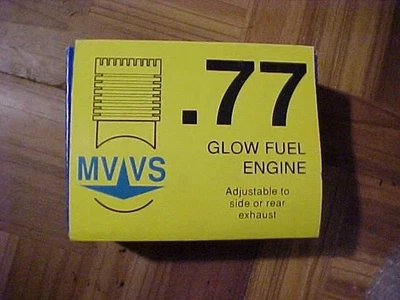 .77
GLOW FUEL
ENGINE
MVVS
Adjustable to
side or rear
exhaust